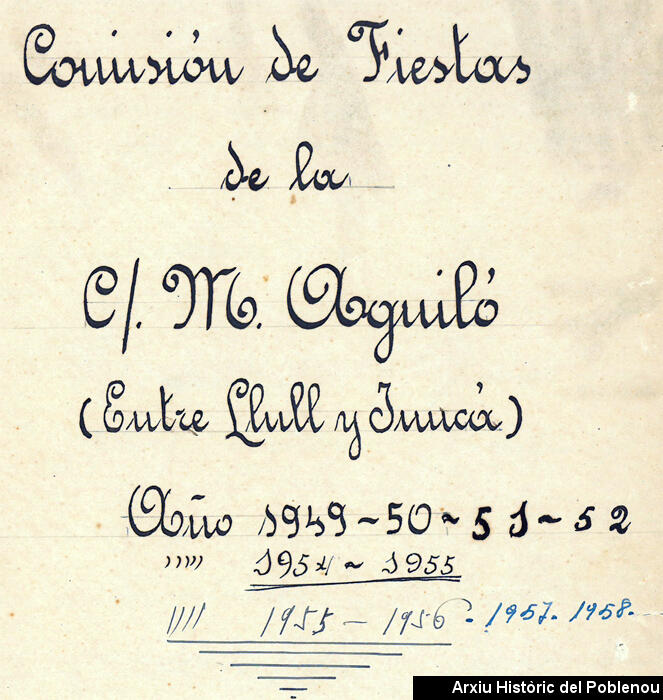 Comisión de Fiestas
de la
C/. M. Aguiló
(Entre Llull y Juncá)
Año 1949~50~51~52
""" 1954~1955
"" 1955 - 1956. 1957. 1958.
Arxiu Històric del Poblenou